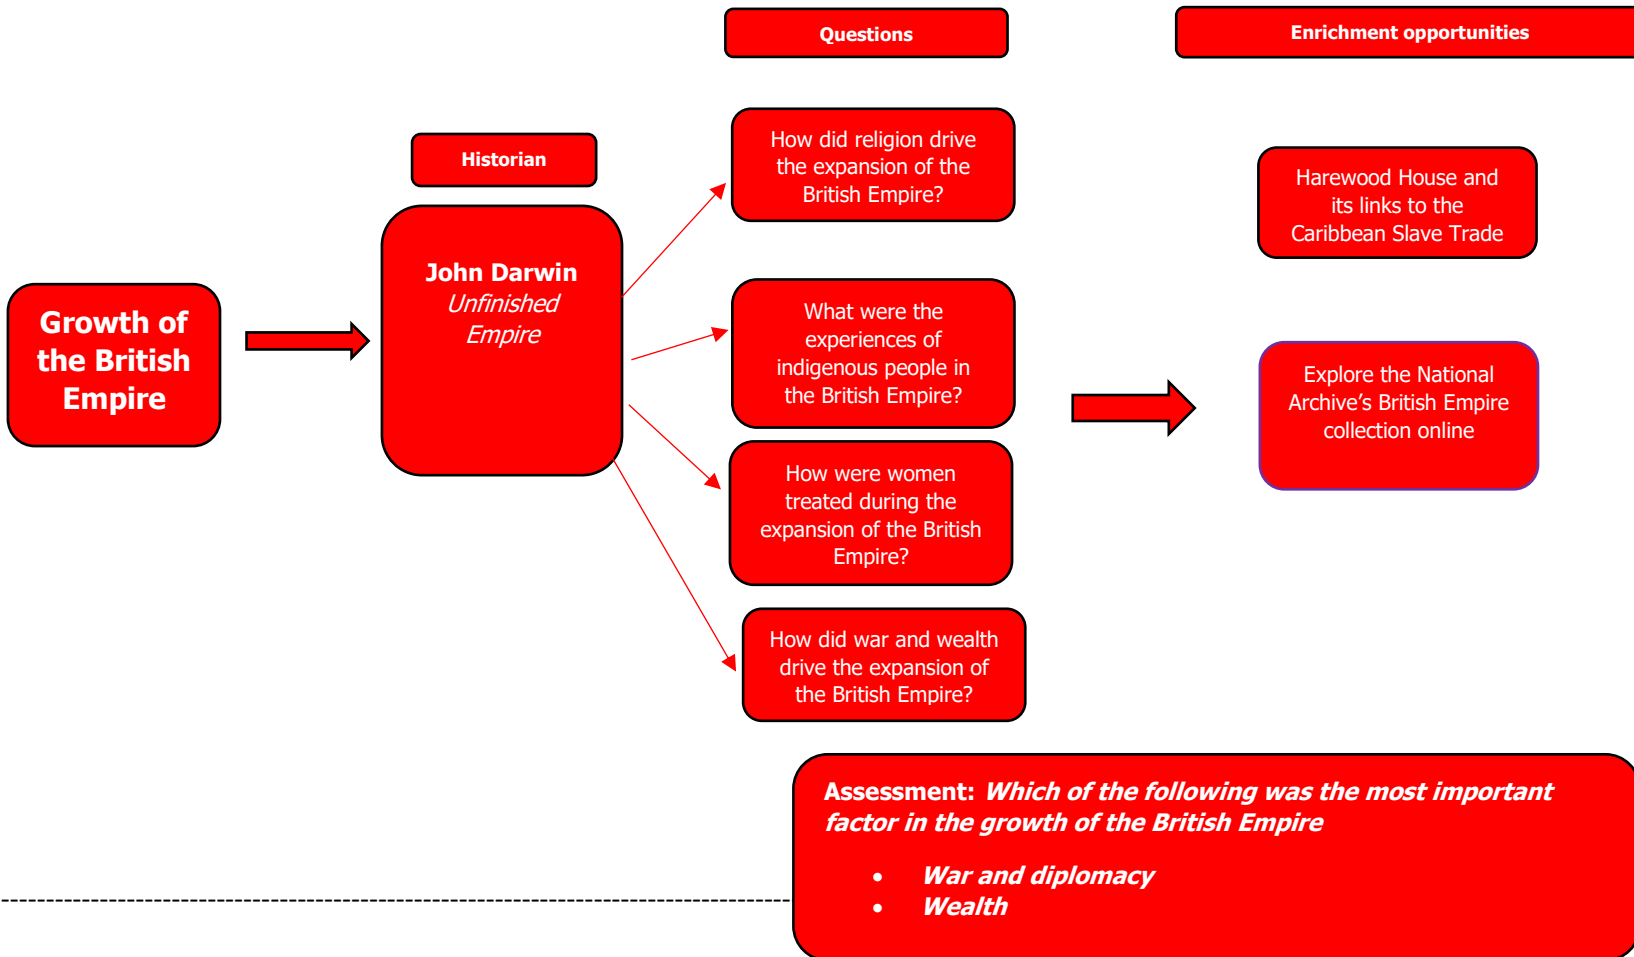 Questions
Enrichment opportunities
Historian
Growth of
the British
Empire
John Darwin
Unfinished
Empire
How did religion drive
the expansion of the
British Empire?
What were the
experiences of
indigenous people in
the British Empire?
How were women
treated during the
expansion of the British
Empire?
How did war and wealth
drive the expansion of
the British Empire?
Harewood House and
its links to the
Caribbean Slave Trade
Explore the National
Archive’s British Empire
collection online
Assessment: Which of the following was the most important
factor in the growth of the British Empire
• War and diplomacy
• Wealth